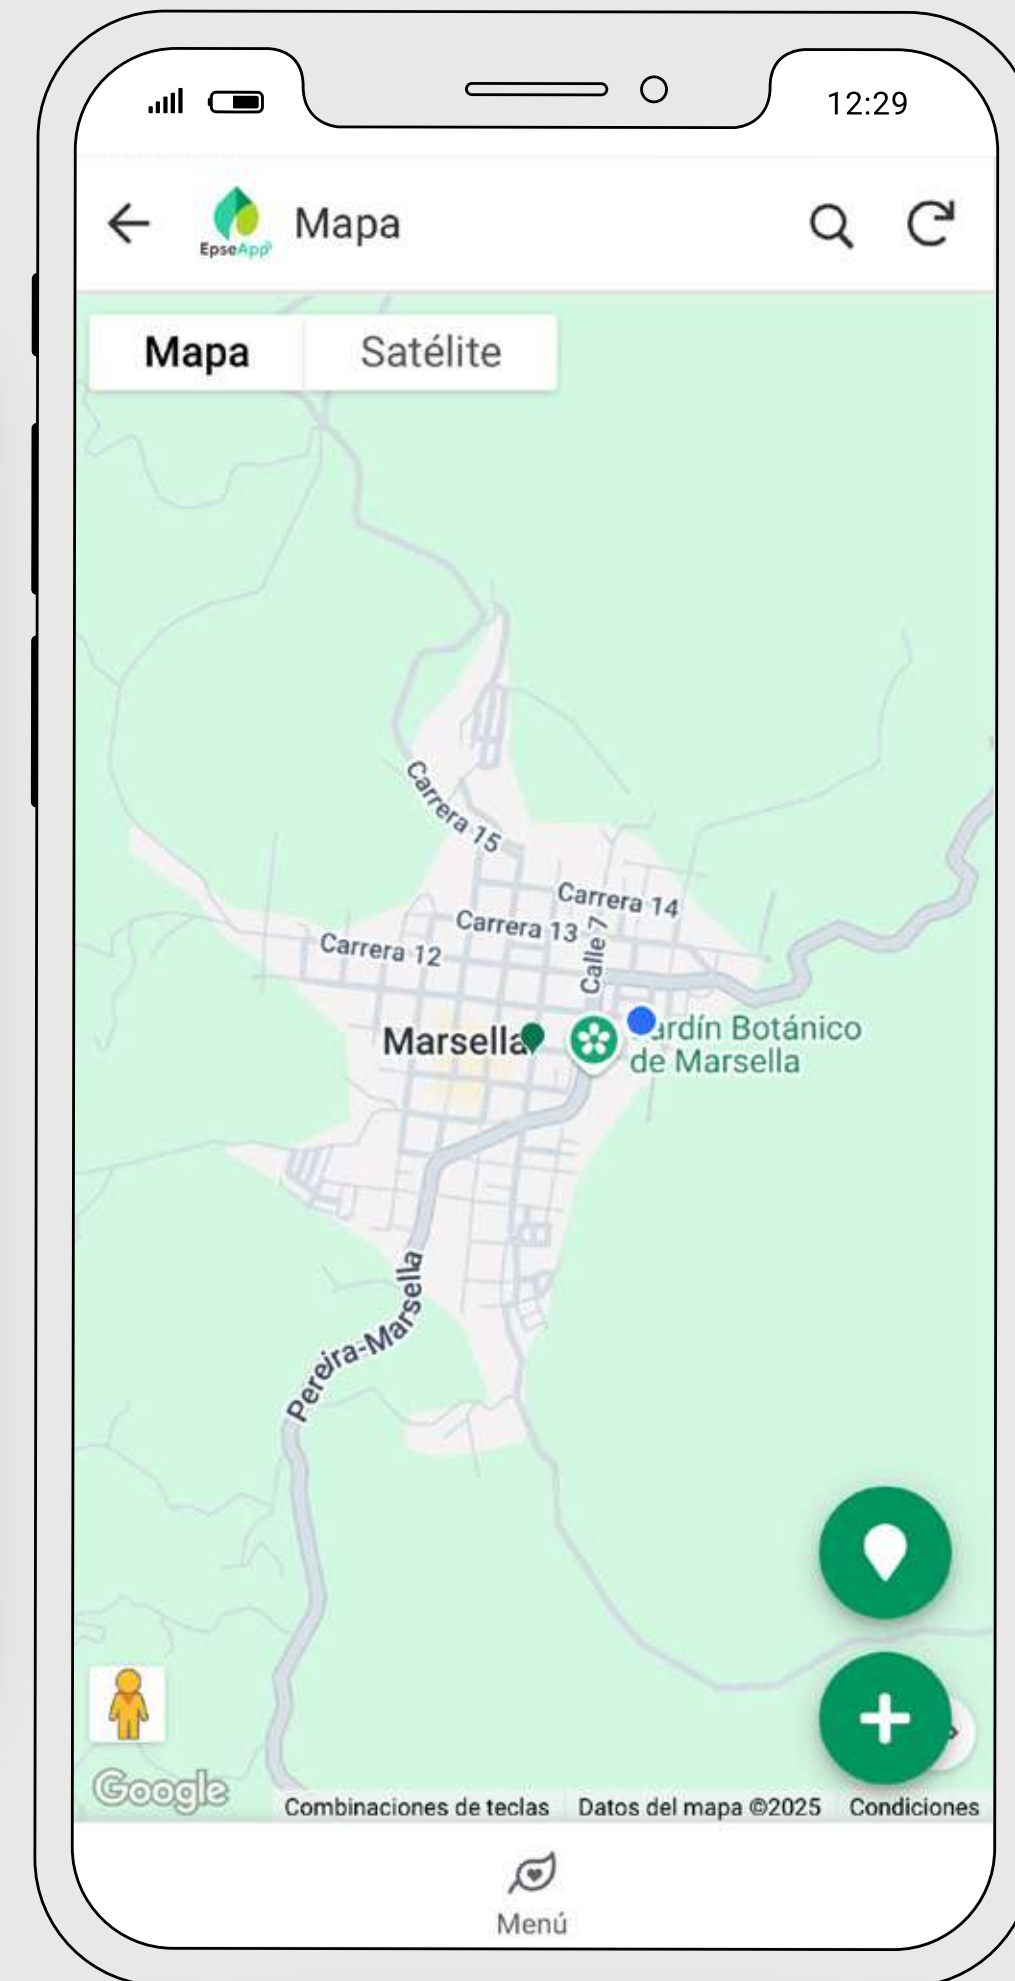 12:29
EpseApp
Mapa
Mapa
Satélite
Carrera 15
Carrera 14
Carrera 13
Calle 7
Carrera 12
Marsella
Jardín Botánico
de Marsella
Pereira-Marsella
Google
Combinaciones de teclas
Datos del mapa ©2025
Condiciones
Menú